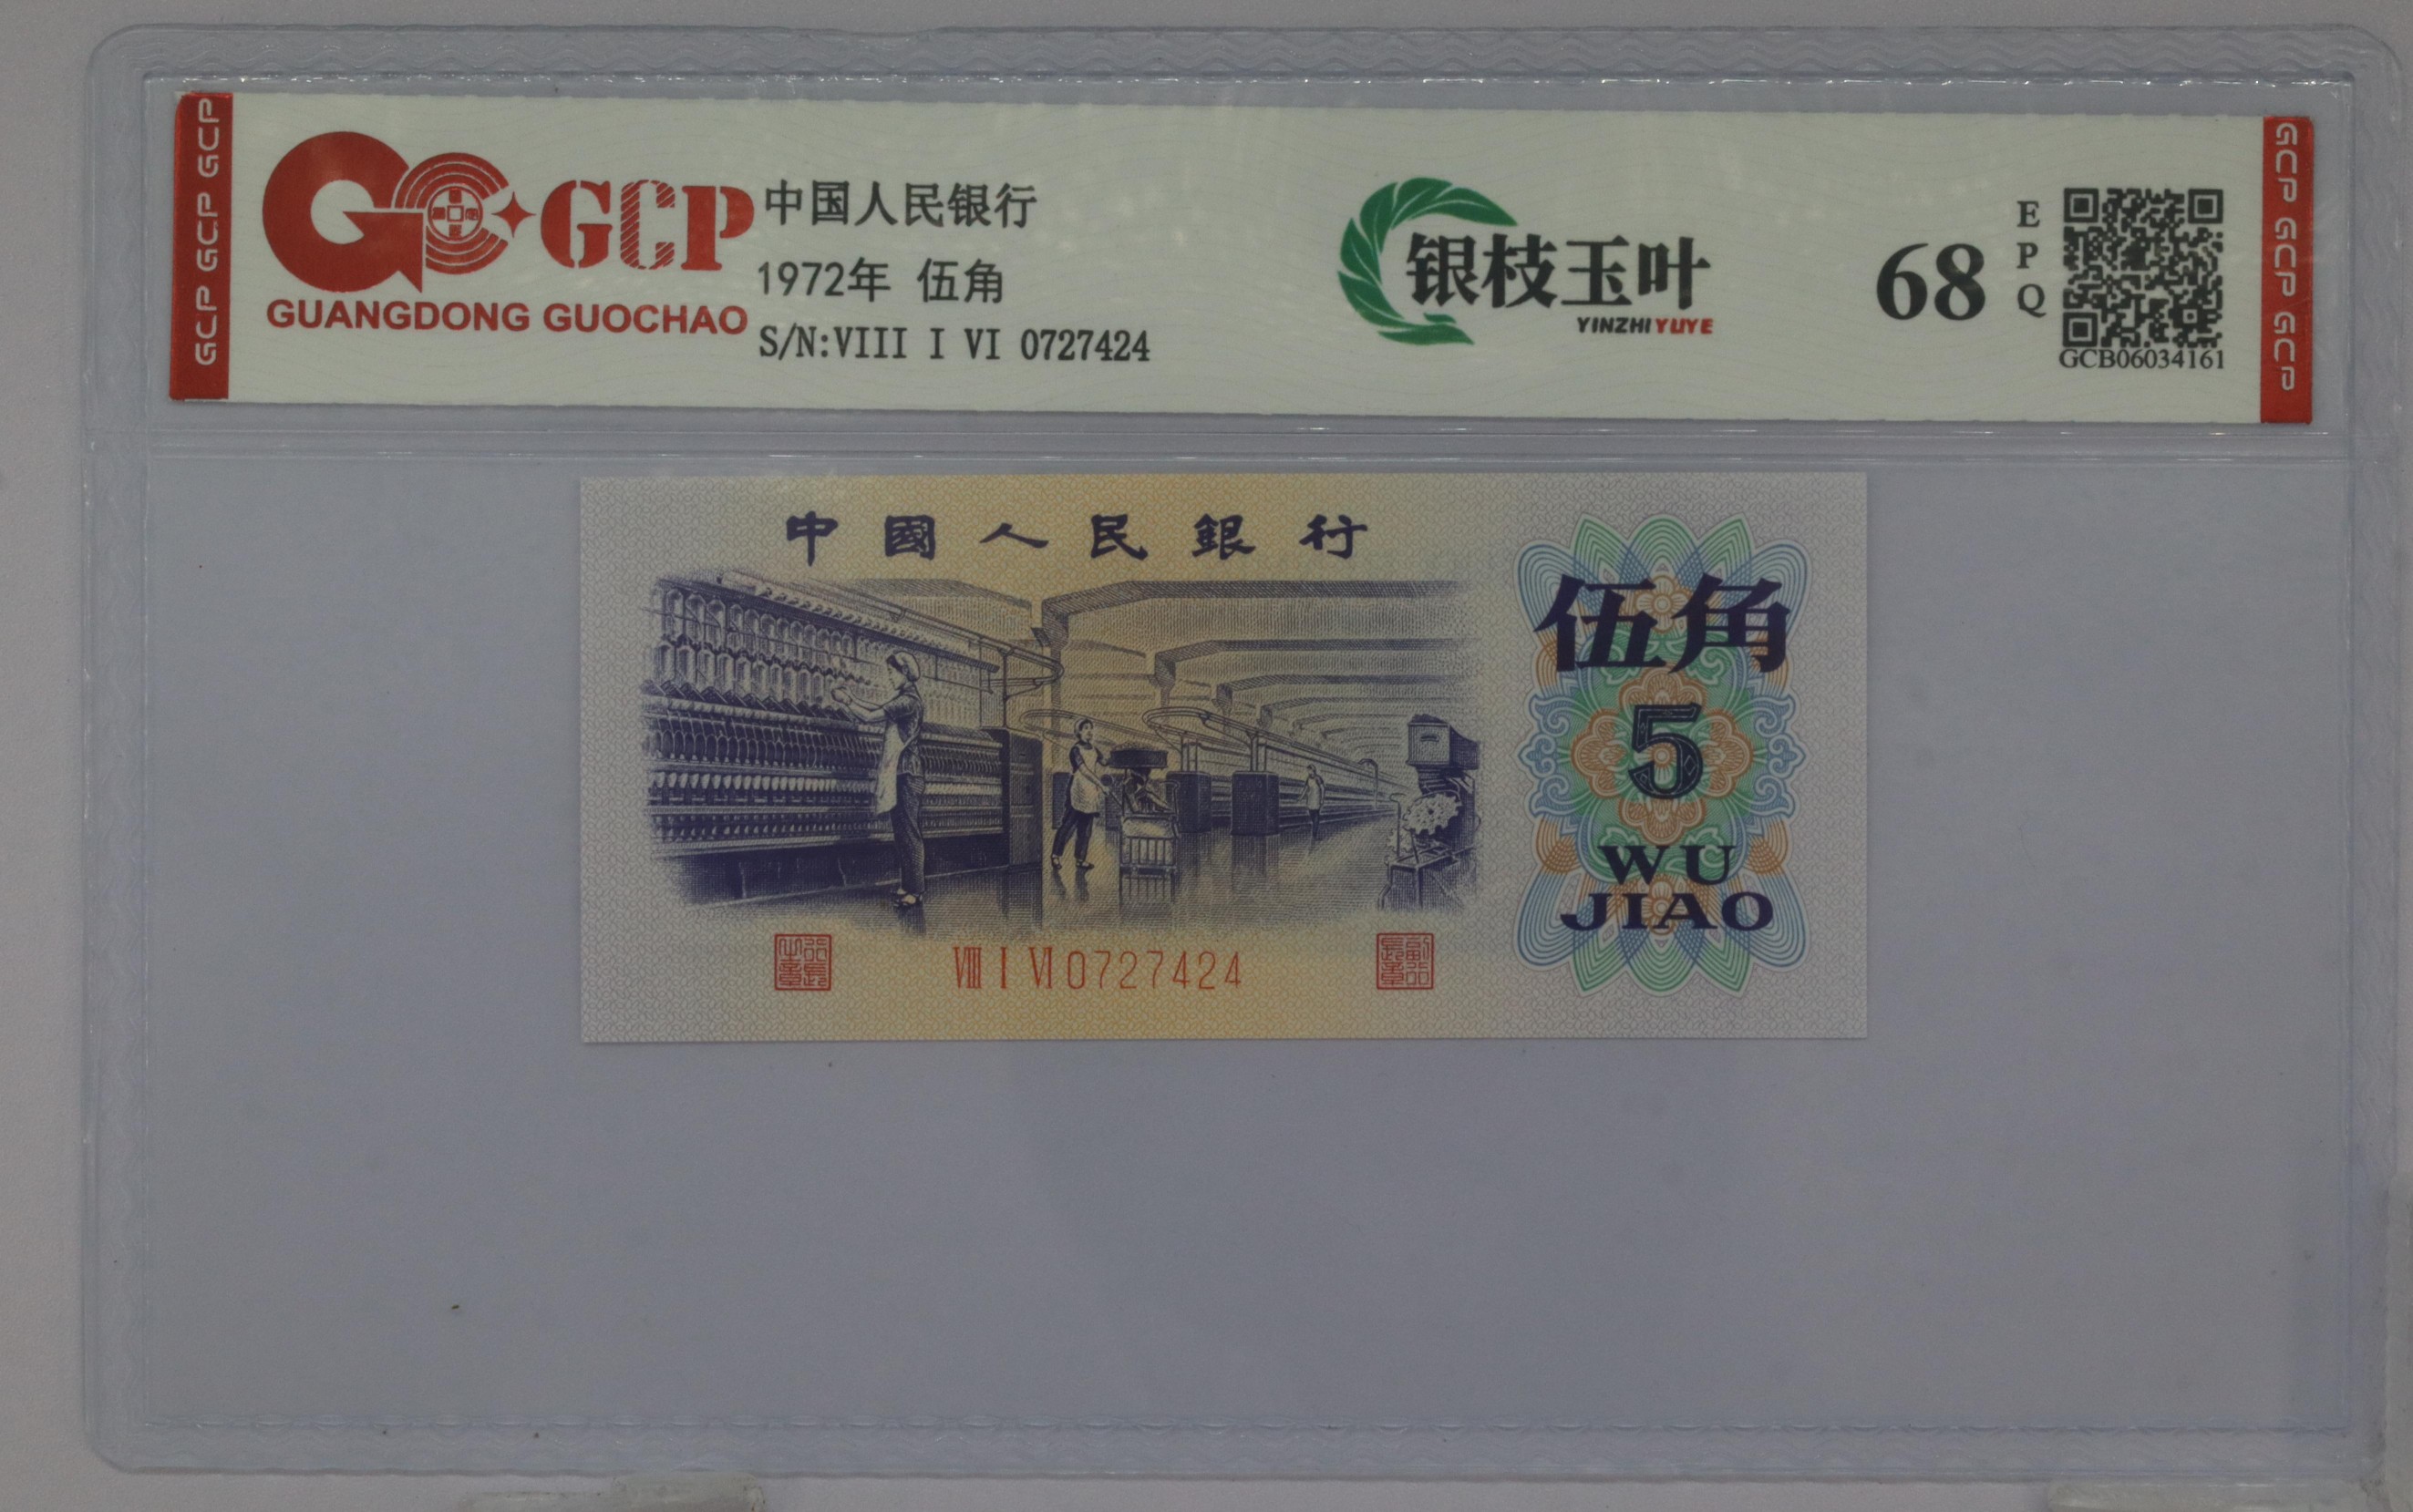 GCP GCP GCP
GCP
GUANGDONG GUOCHAO
中国人民银行
1972年 伍角
S/N:VIII I VI 0727424
银枝玉叶
YINZHI YUYE
68
EPQ
GCB06034161
GCP GCP GCP
中國人民銀行
伍角
5
WU
JIAO
VIII I VI 0727424